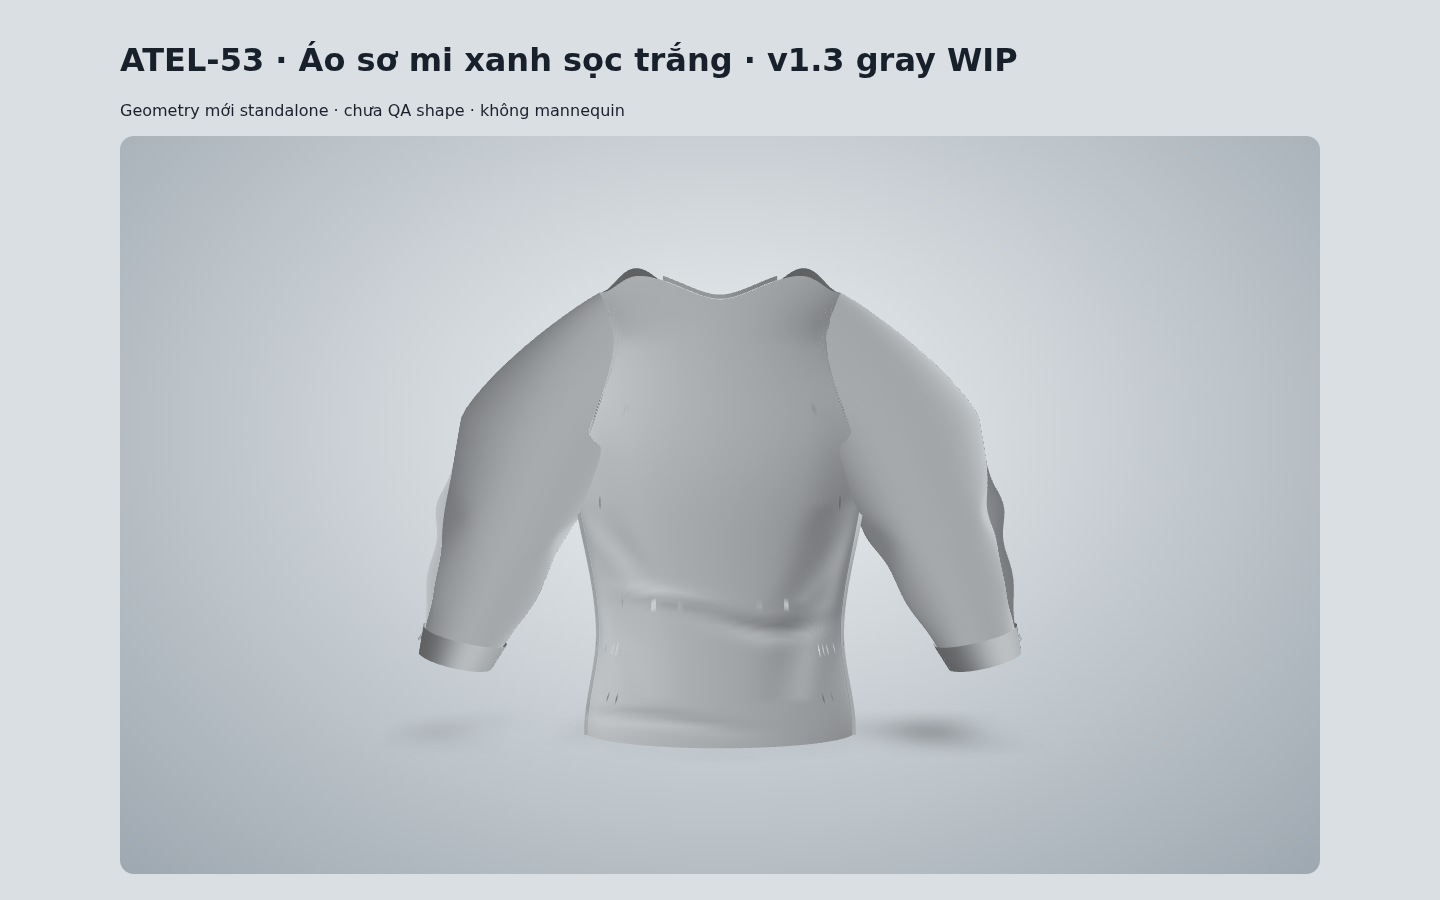 ATEL-53 · Áo sơ mi xanh sọc trắng · v1.3 gray WIP
Geometry mới standalone · chưa QA shape · không mannequin